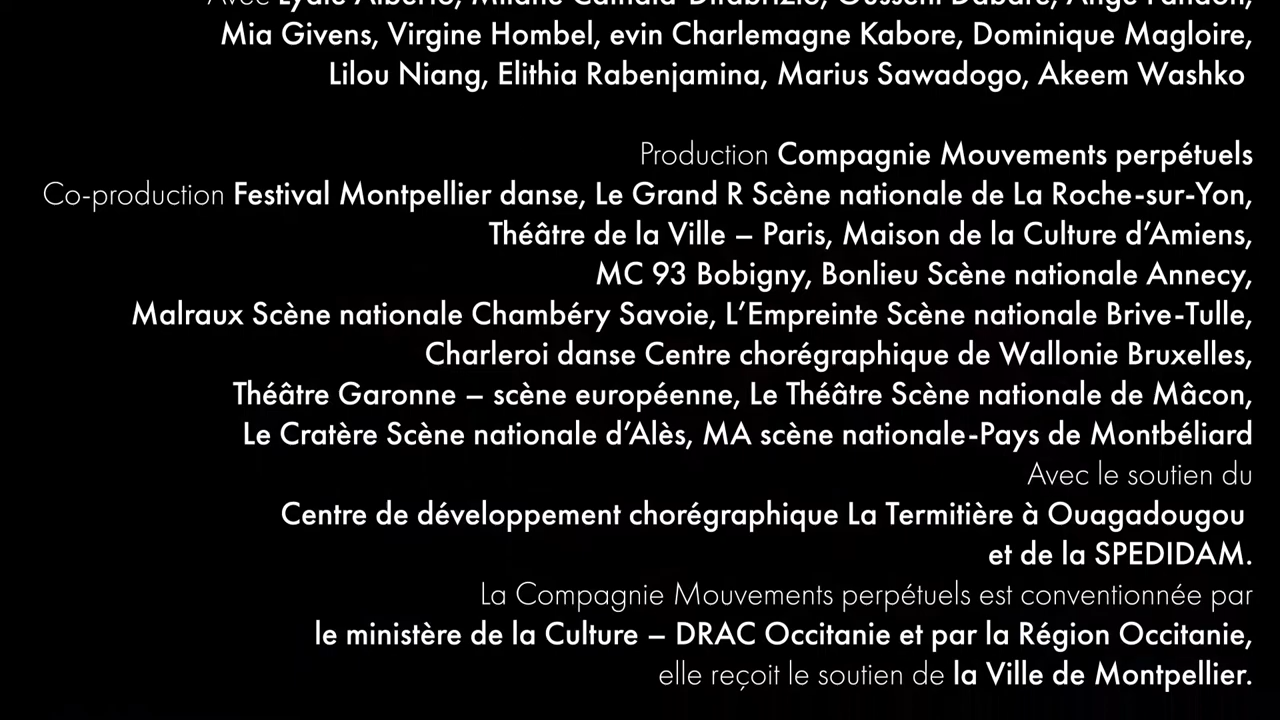 Mia Givens, Virgine Hombel, evin Charlemagne Kabore, Dominique Magloire,
Lilou Niang, Elithia Rabenjamina, Marius Sawadogo, Akeem Washko
Production Compagnie Mouvements perpétuels
Co-production Festival Montpellier danse, Le Grand R Scène nationale de La Roche-sur-Yon,
Théâtre de la Ville – Paris, Maison de la Culture d’Amiens,
MC 93 Bobigny, Bonlieu Scène nationale Annecy,
Malraux Scène nationale Chambéry Savoie, L’Empreinte Scène nationale Brive-Tulle,
Charleroi danse Centre chorégraphique de Wallonie Bruxelles,
Théâtre Garonne – scène européenne, Le Théâtre Scène nationale de Mâcon,
Le Cratère Scène nationale d’Alès, MA scène nationale-Pays de Montbéliard
Avec le soutien du
Centre de développement chorégraphique La Termitière à Ouagadougou
et de la SPEDIDAM.
La Compagnie Mouvements perpétuels est conventionnée par
le ministère de la Culture – DRAC Occitanie et par la Région Occitanie,
elle reçoit le soutien de la Ville de Montpellier.